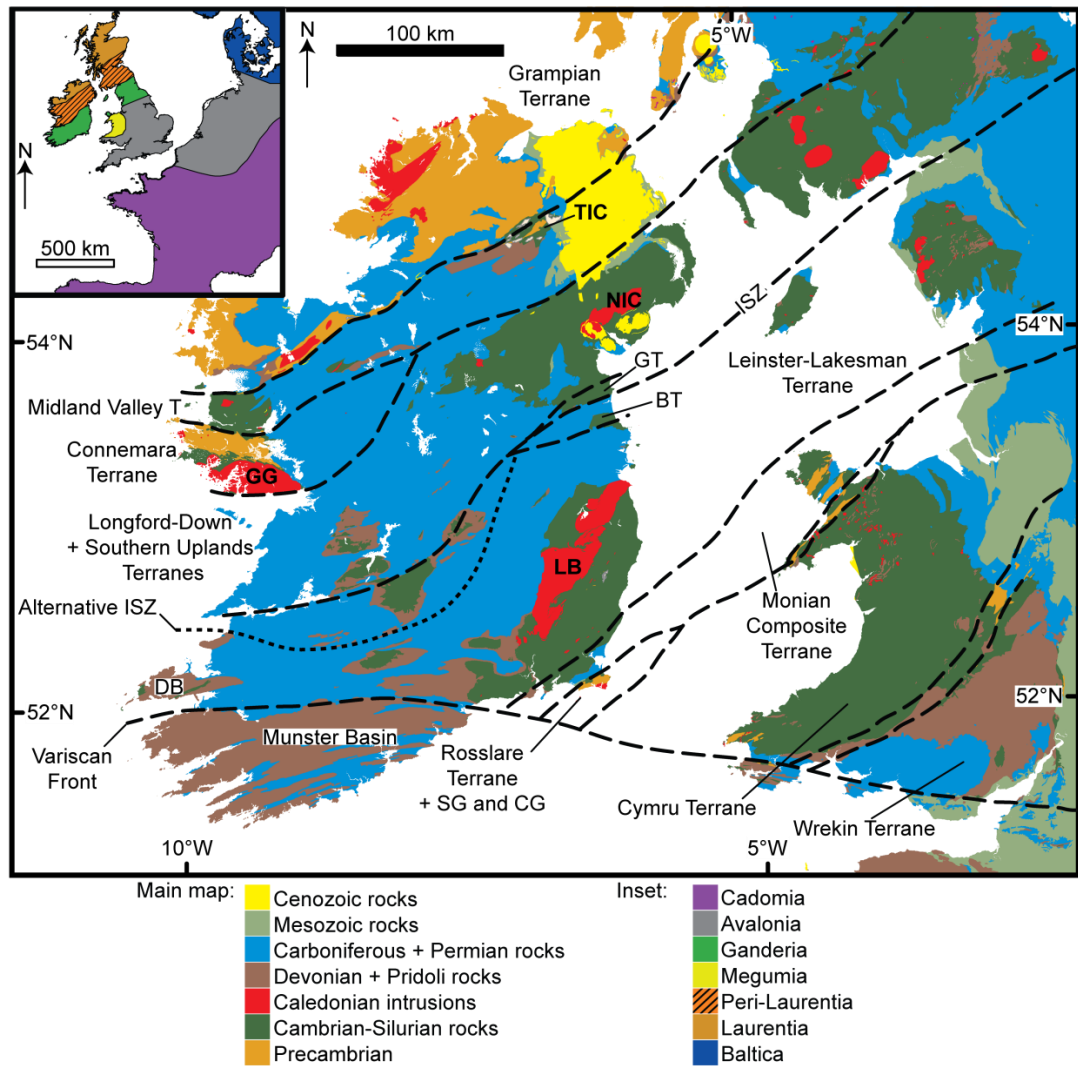 N
500 km
N
100 km
5°W
Grampian
Terrane
TIC
ISZ
NIC
54°N
54°N
GT
Leinster-Lakesman
Terrane
BT
Midland Valley T
Connemara
Terrane
GG
Longford-Down
+ Southern Uplands
Terranes
LB
Alternative ISZ
Monian
Composite
Terrane
DB
52°N
52°N
Variscan
Front
Munster Basin
Rosslare
Terrane
+ SG and CG
Cymru Terrane
Wrekin Terrane
10°W
5°W
Main map:
Cenozoic rocks
Mesozoic rocks
Carboniferous + Permian rocks
Devonian + Pridoli rocks
Caledonian intrusions
Cambrian-Silurian rocks
Precambrian
Inset:
Cadomia
Avalonia
Ganderia
Megumia
Peri-Laurentia
Laurentia
Baltica